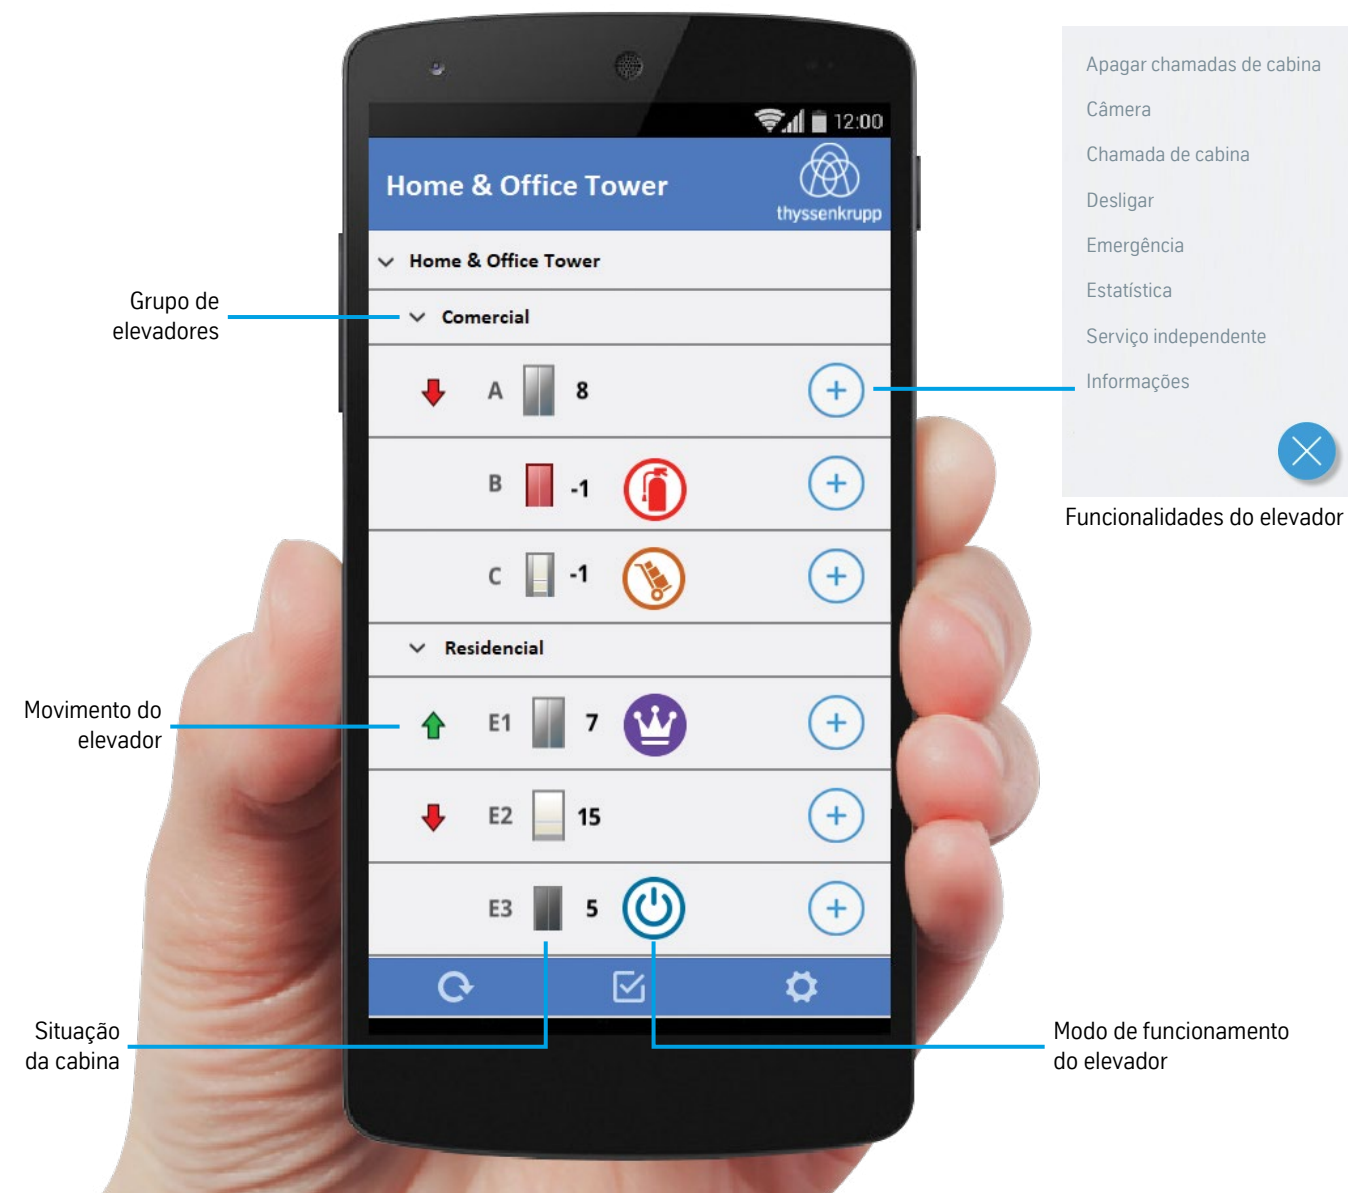 12:00
Home & Office Tower
thyssenkrupp
Home & Office Tower
Comercial
A 8
B -1
C -1
Residencial
E1 7
E2 15
E3 5
Grupo de
elevadores
Movimento do
elevador
Situação
da cabina
Modo de funcionamento
do elevador
Apagar chamadas de cabina
Câmera
Chamada de cabina
Desligar
Emergência
Estatística
Serviço independente
Informações
Funcionalidades do elevador